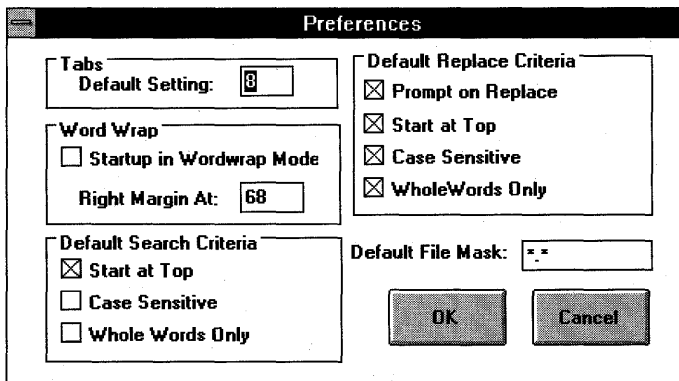 Preferences
Tabs
Default Setting: 8
Word Wrap
Startup in Wordwrap Mode
Right Margin At: 68
Default Search Criteria
Start at Top
Case Sensitive
Whole Words Only
Default Replace Criteria
Prompt on Replace
Start at Top
Case Sensitive
WholeWords Only
Default File Mask: *.*
OK
Cancel